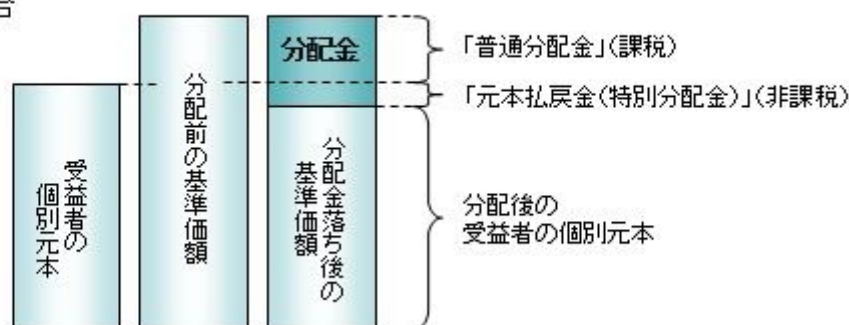 分配金
「普通分配金」(課税)
「元本払戻金(特別分配金)」(非課税)
受益者の
個別元本
分配前の基準価額
分配金落ち後の
基準価額
分配後の
受益者の個別元本